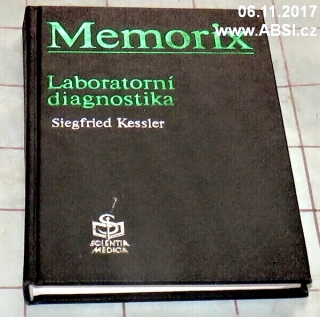 06.11.2017
www.ABSI.cz
Memorix
Laboratorní
diagnostika
Siegfried Kessler
SCIENTIA
MEDICA